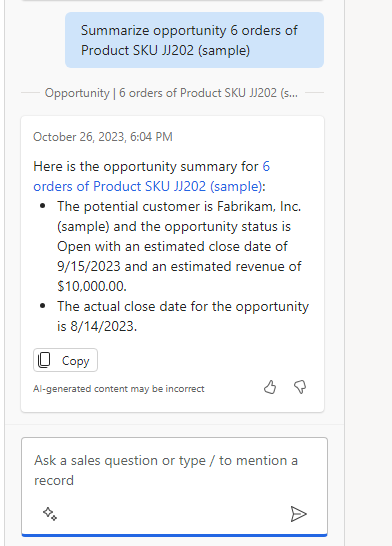 Summarize opportunity 6 orders of
Product SKU JJ202 (sample)
Opportunity | 6 orders of Product SKU JJ202 (s...
October 26, 2023, 6:04 PM
Here is the opportunity summary for 6
orders of Product SKU JJ202 (sample):
• The potential customer is Fabrikam, Inc.
(sample) and the opportunity status is
Open with an estimated close date of
9/15/2023 and an estimated revenue of
$10,000.00.
• The actual close date for the opportunity
is 8/14/2023.
Copy
AI-generated content may be incorrect
Ask a sales question or type / to mention a
record